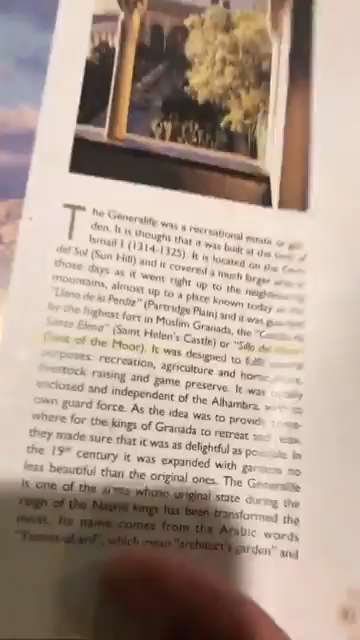 The Generalife was a recreational estate or
den. It is thought that it was built at the time of
Ismail I (1314-1325). It is located on the
del Sol (Sun Hill) and it covered a much larger
those days as it went right up to the neighbouring
mountains, almost up to a place known today as
"Llano de la Perdiz" (Partridge Plain) and it was
by the highest fort in Muslim Granada, the
Santa Elena" (Saint Helen's Castle) or "Silla del
(Seat of the Moor). It was designed to fulfil
purposes: recreation, agriculture and
livestock raising and game preserve. It was
enclosed and independent of the Alhambra,
own guard force. As the idea was to provide
where for the kings of Granada to retreat and
they made sure that it was as delightful as possible. In
the 19th century it was expanded with gardens no
less beautiful than the original ones. The Generalife
is one of the areas whose original state during the
reign of the Nasrid kings has been transformed the
most. Its name comes from the Arabic words
which mean "architect's garden" and